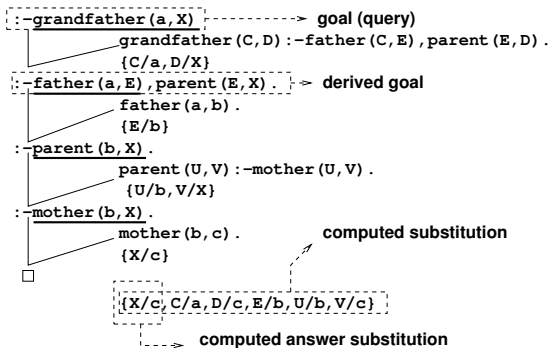 :-grandfather(a,X) goal (query)
grandfather(C,D):-father(C,E),parent(E,D).
{C/a,D/X}
:-father(a,E),parent(E,X). derived goal
father(a,b).
{E/b}
:-parent(b,X).
parent(U,V):-mother(U,V).
{U/b,V/X}
:-mother(b,X).
mother(b,c). computed substitution
{X/c}
{X/c,C/a,D/c,E/b,U/b,V/c}
computed answer substitution